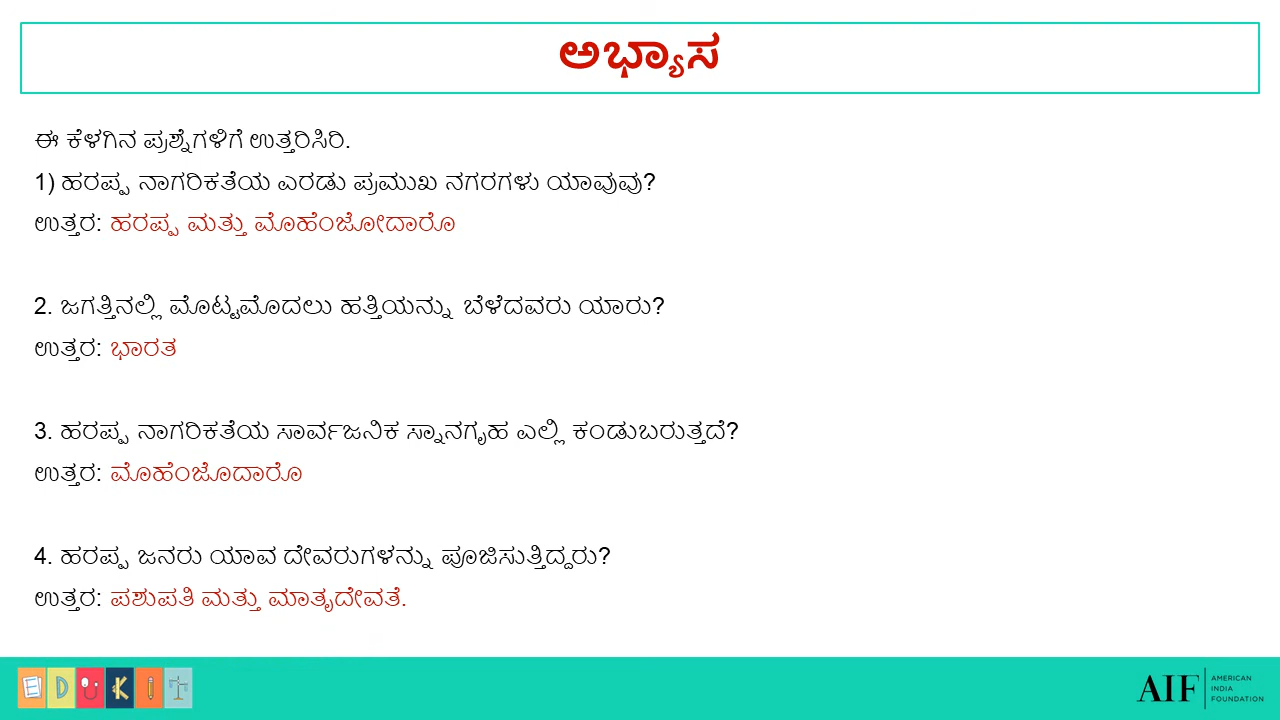 ಅಭ್ಯಾಸ
ಈ ಕೆಳಗಿನ ಪ್ರಶ್ನೆಗಳಿಗೆ ಉತ್ತರಿಸಿರಿ.
1) ಹರಪ್ಪ ನಾಗರಿಕತೆಯ ಎರಡು ಪ್ರಮುಖ ನಗರಗಳು ಯಾವುವು?
ಉತ್ತರ: ಹರಪ್ಪ ಮತ್ತು ಮೊಹೆಂಜೋದಾರೊ
2. ಜಗತ್ತಿನಲ್ಲಿ ಮೊಟ್ಟಮೊದಲು ಹತ್ತಿಯನ್ನು ಬೆಳೆದವರು ಯಾರು?
ಉತ್ತರ: ಭಾರತ
3. ಹರಪ್ಪ ನಾಗರಿಕತೆಯ ಸಾರ್ವಜನಿಕ ಸ್ನಾನಗೃಹ ಎಲ್ಲಿ ಕಂಡುಬರುತ್ತದೆ?
ಉತ್ತರ: ಮೊಹೆಂಜೊದಾರೊ
4. ಹರಪ್ಪ ಜನರು ಯಾವ ದೇವರುಗಳನ್ನು ಪೂಜಿಸುತ್ತಿದ್ದರು?
ಉತ್ತರ: ಪಶುಪತಿ ಮತ್ತು ಮಾತೃದೇವತೆ.
EDUKIT
AIF
AMERICAN
INDIA
FOUNDATION